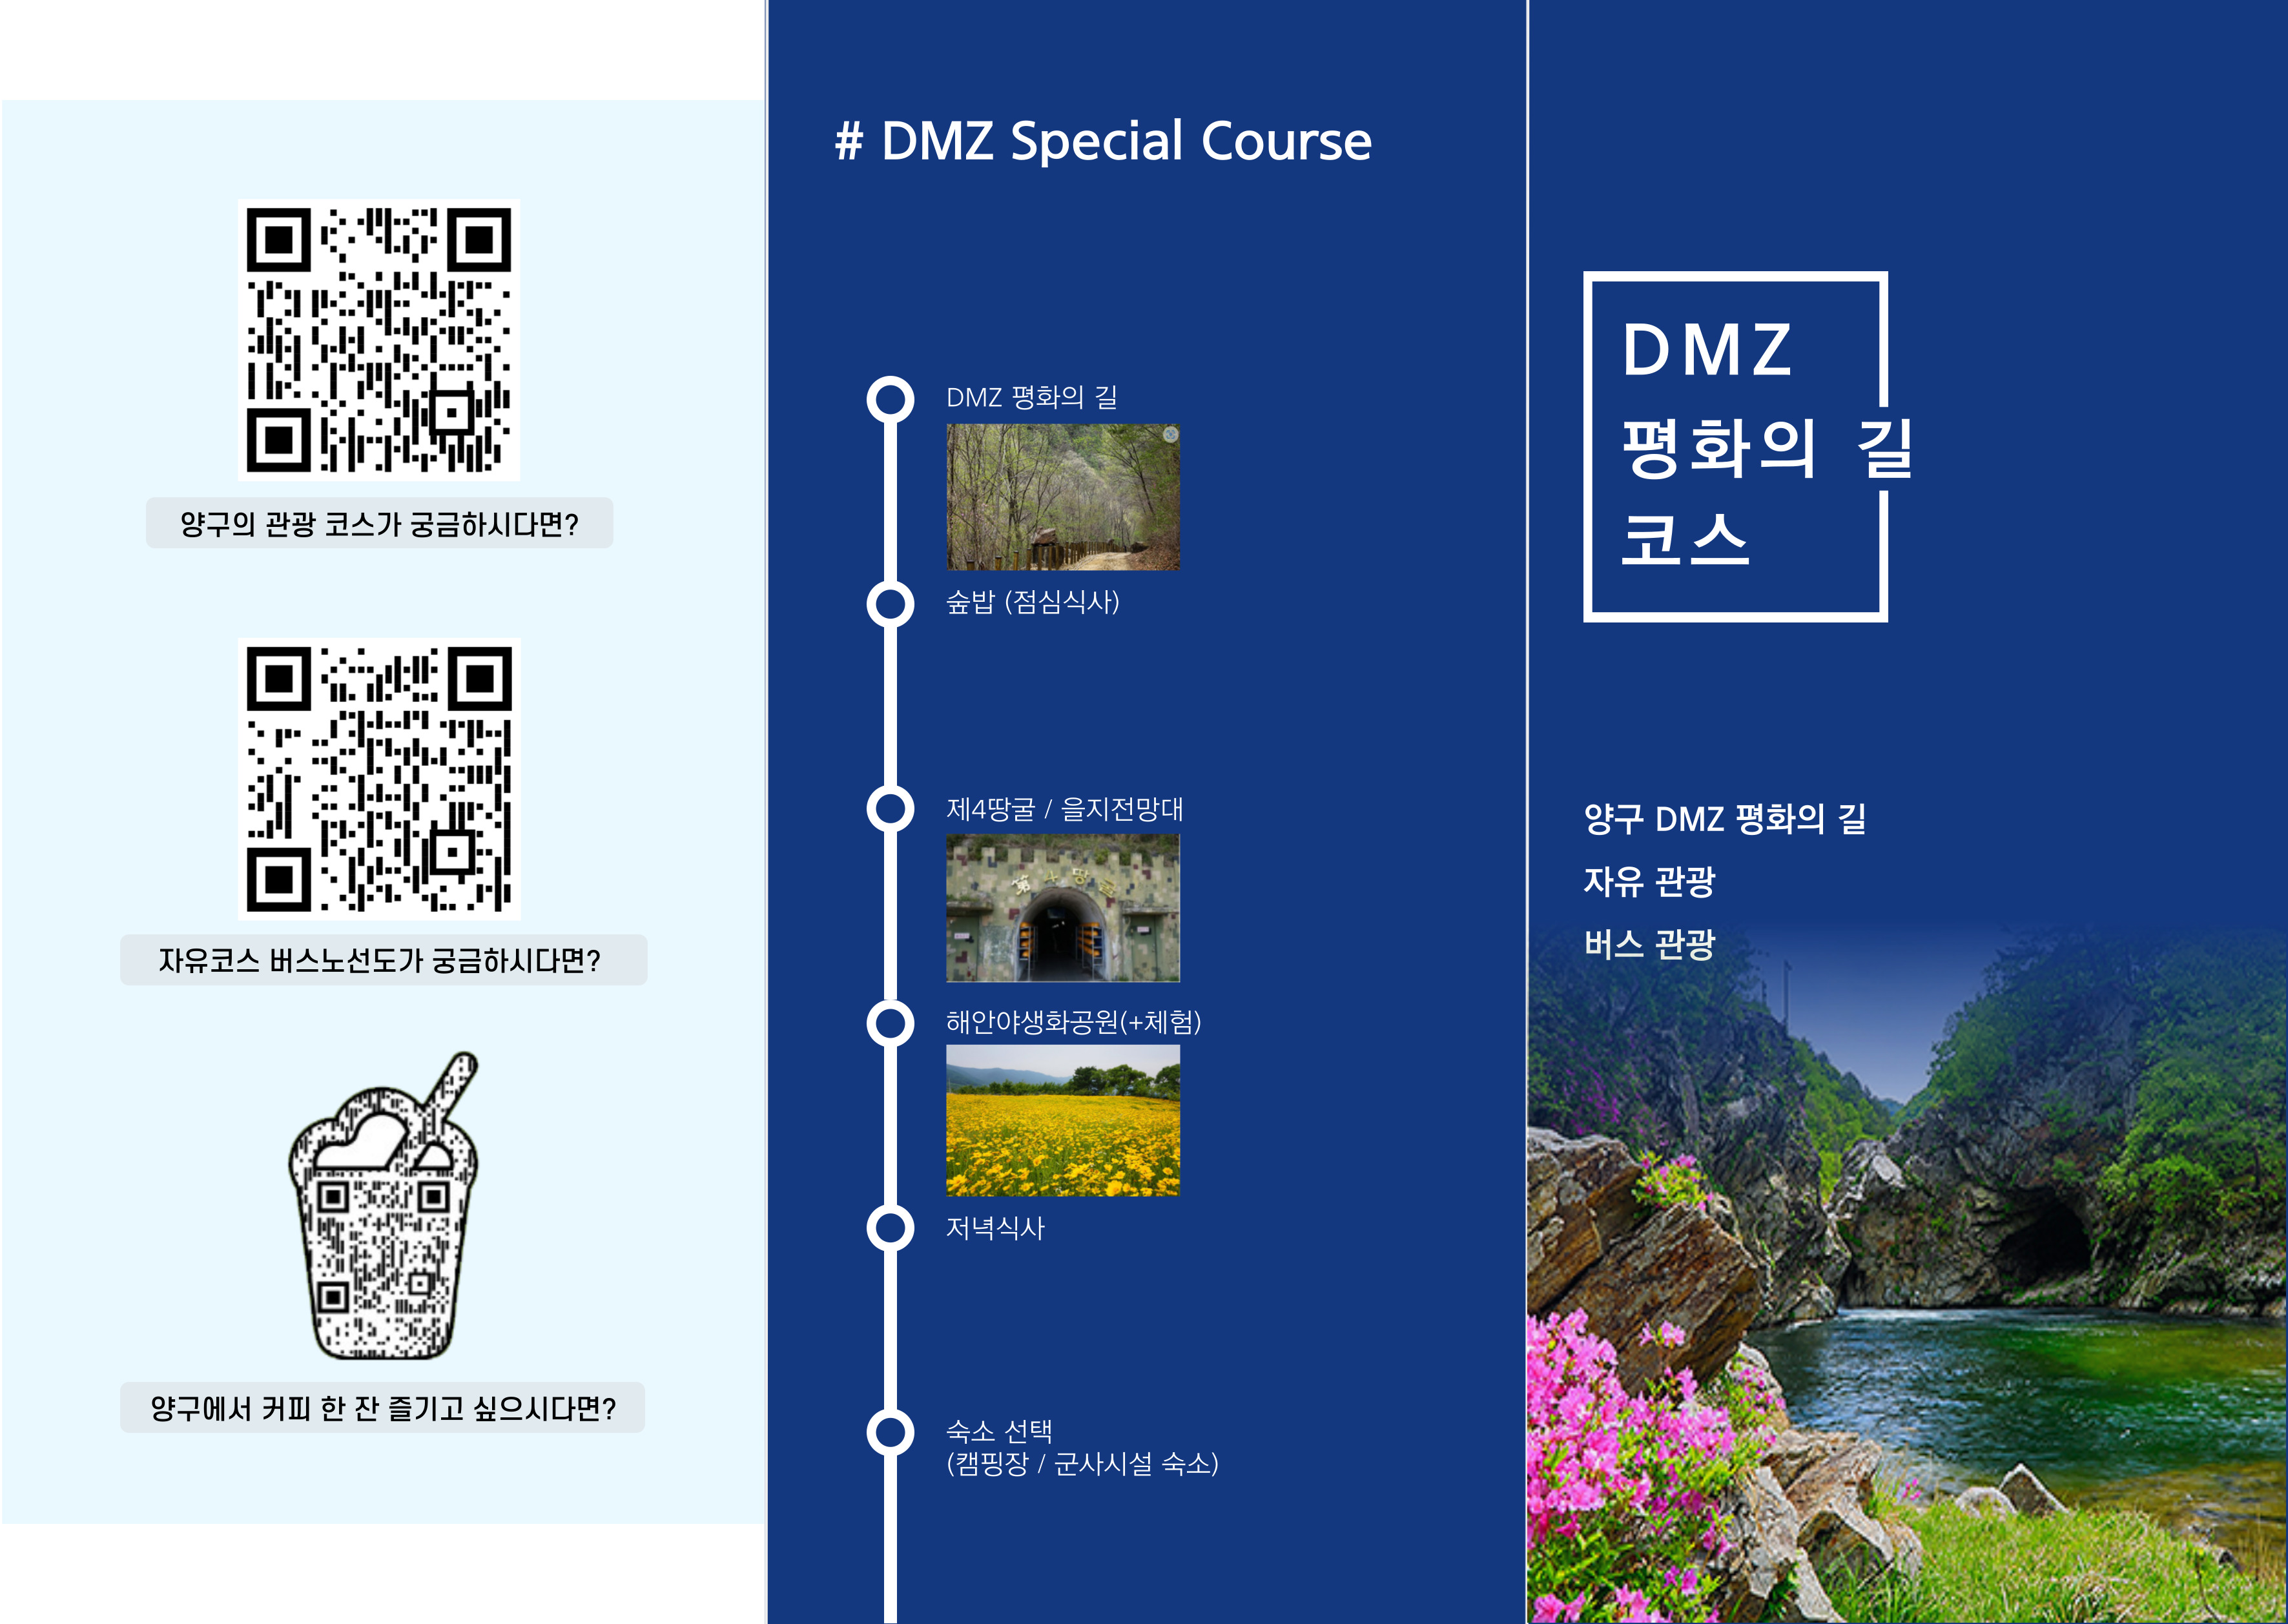 양구의 관광 코스가 궁금하시다면?
자유코스 버스노선도가 궁금하시다면?
양구에서 커피 한 잔 즐기고 싶으시다면?
# DMZ Special Course
DMZ 평화의 길
숲밥 (점심식사)
제4땅굴 / 을지전망대
해안야생화공원(+체험)
저녁식사
숙소 선택
(캠핑장 / 군사시설 숙소)
DMZ
평화의 길
코스
양구 DMZ 평화의 길
자유 관광
버스 관광